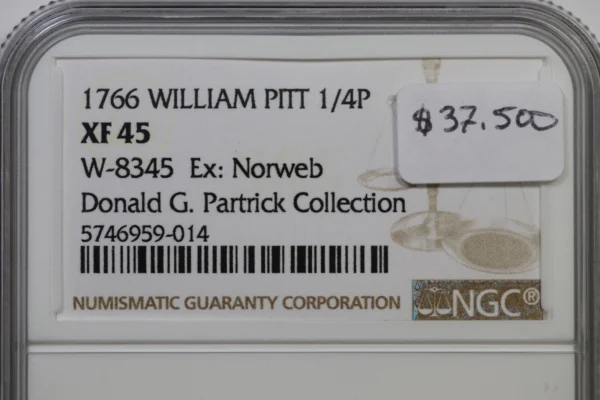 1766 WILLIAM PITT 1/4P
$37.500
XF 45
W-8345 Ex: Norweb
Donald G. Partrick Collection
5746959-014
NUMISMATIC GUARANTY CORPORATION
NGC®